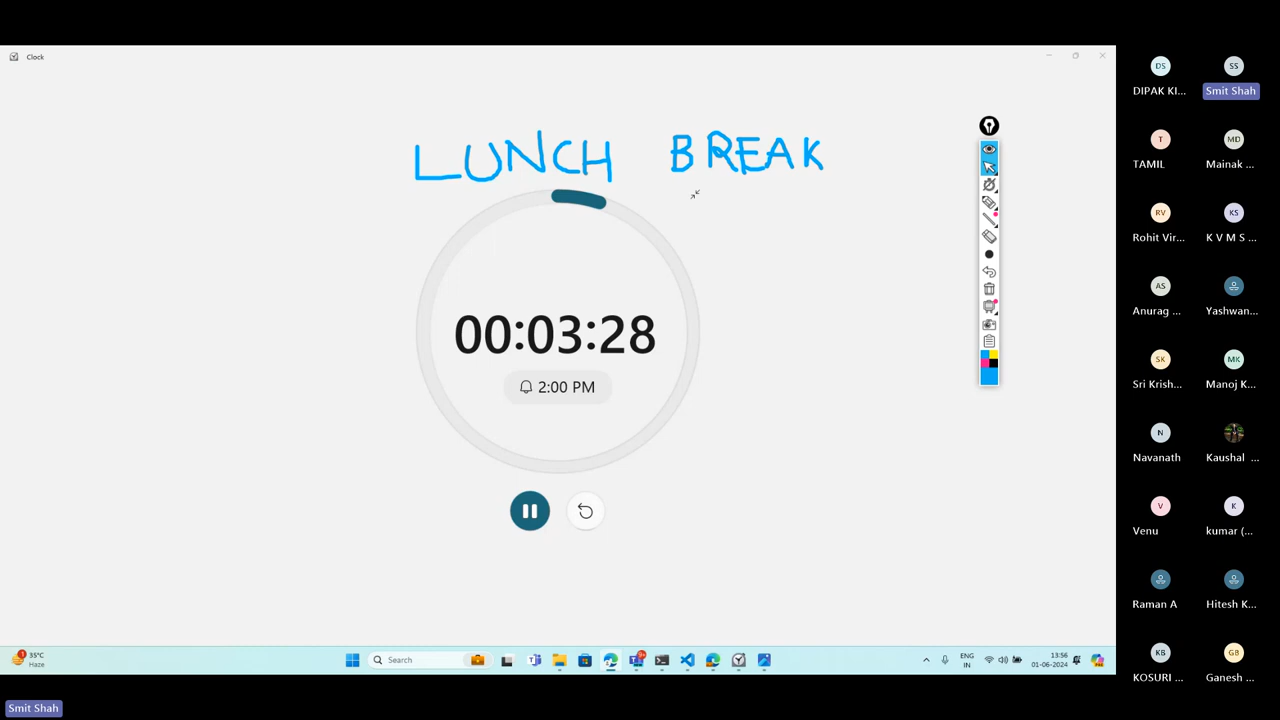 Clock
LUNCH BREAK
00:03:28
2:00 PM
DS
DIPAK KI...
SS
Smit Shah
T
TAMIL
MD
Mainak ...
RV
Rohit Vir...
KS
K V M S ...
AS
Anurag ...
Yashwan...
SK
Sri Krish...
MK
Manoj K...
N
Navanath
Kaushal ...
V
Venu
K
kumar (...
Raman A
Hitesh K...
KB
KOSURI ...
GB
Ganesh ...
1
35°C
Haze
Search
ENG
IN
13:56
01-06-2024
Smit Shah